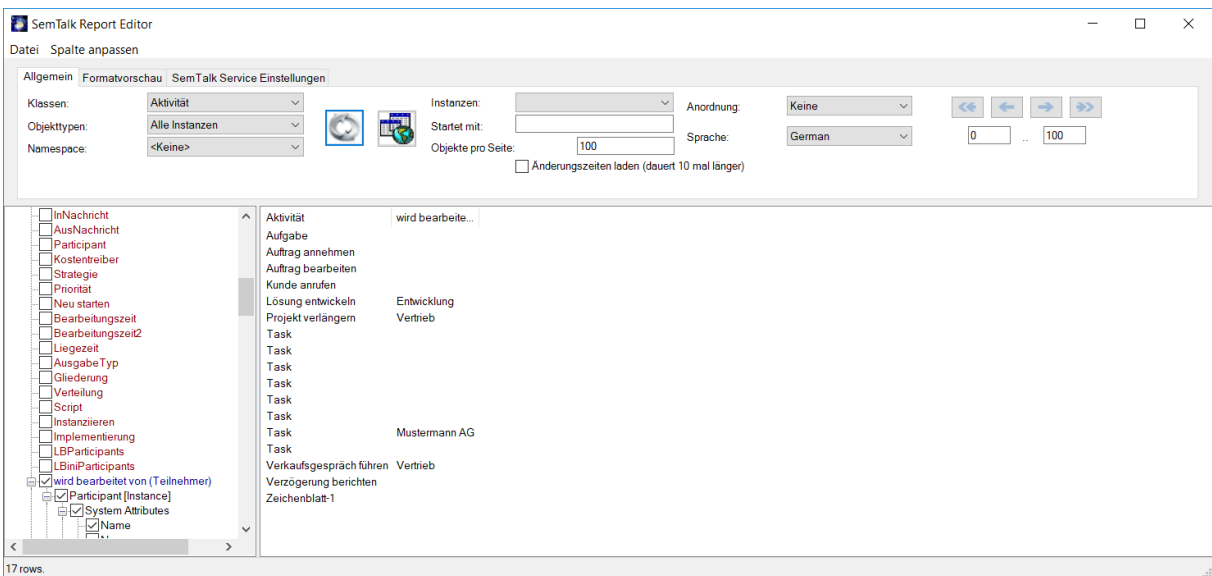 SemTalk Report Editor
Datei Spalte anpassen
Allgemein Formatvorschau SemTalk Service Einstellungen
Klassen: Aktivität Instanzen: Anordnung: Keine
Objekttypen: Alle Instanzen Startet mit: Sprache: German 0 .. 100
Namespace: <Keine> Objekte pro Seite: 100
Änderungszeiten laden (dauert 10 mal länger)
InNachricht
AusNachricht
Participant
Kostentreiber
Strategie
Priorität
Neu starten
Bearbeitungszeit
Bearbeitungszeit2
Liegezeit
AusgabeTyp
Gliederung
Verteilung
Script
Instanziieren
Implementierung
LBParticipants
LBiniParticipants
wird bearbeitet von (Teilnehmer)
Participant [Instance]
System Attributes
Name
Aktivität wird bearbeite...
Aufgabe
Auftrag annehmen
Auftrag bearbeiten
Kunde anrufen
Lösung entwickeln Entwicklung
Projekt verlängern Vertrieb
Task
Task
Task
Task
Task
Task
Task Mustermann AG
Task
Verkaufsgespräch führen Vertrieb
Verzögerung berichten
Zeichenblatt-1
17 rows.